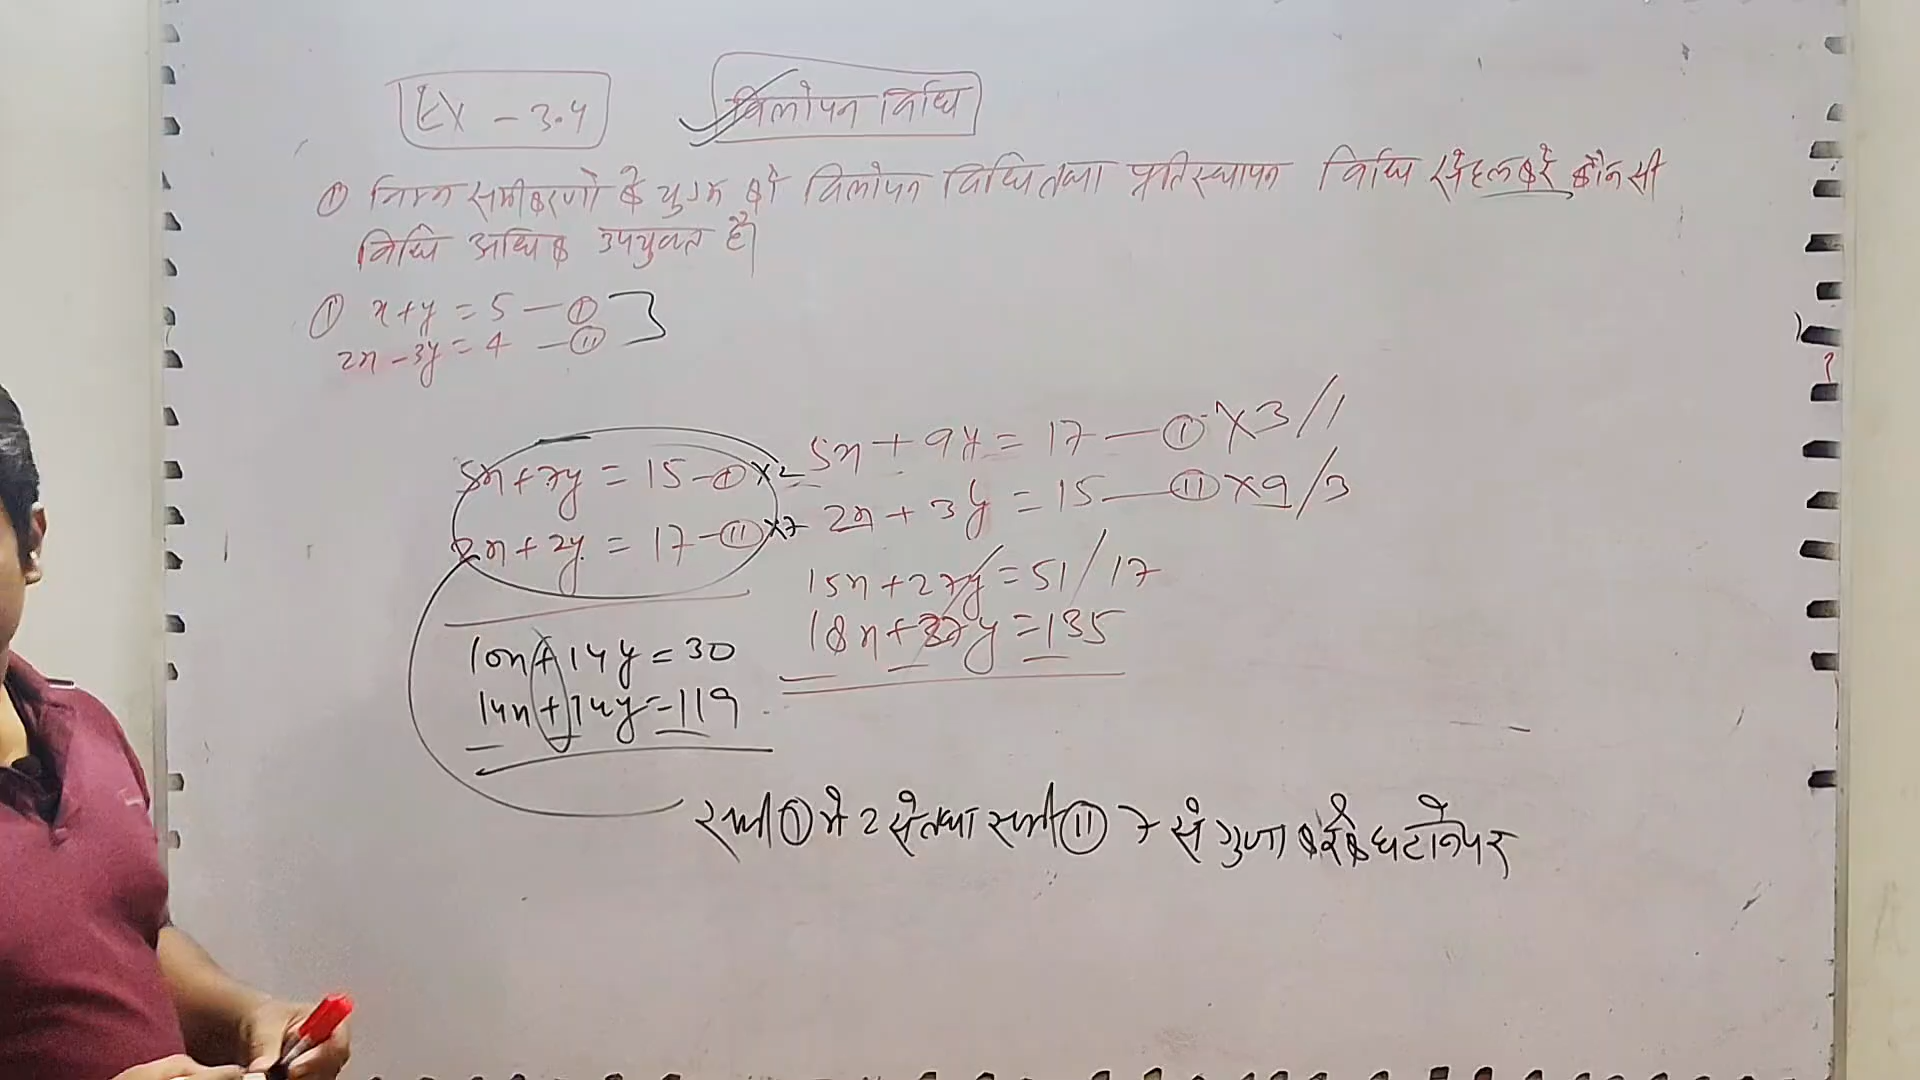 EX - 3.4
विलोपन विधि
① निम्न समीकरणो के युग्म को विलोपन विधि तथा प्रतिस्थापन विधि से हल करे कौन सी
विधि अधिक उपयुक्त है।
① x+y = 5 — ①
2x - 3y = 4 — ⑪
5x + 7y = 15 - ① ×2
2x + 2y = 17 - ⑪ ×7
10x + 14y = 30
14x + 14y = 119
5x + 9y = 17 — ① ×3/1
2x + 3y = 15 — ⑪ ×9/3
15x + 27y = 51/17
18x + 27y = 135
समी ① मे 2 से तथा समी ⑪ 7 से गुणा करके घटाने पर